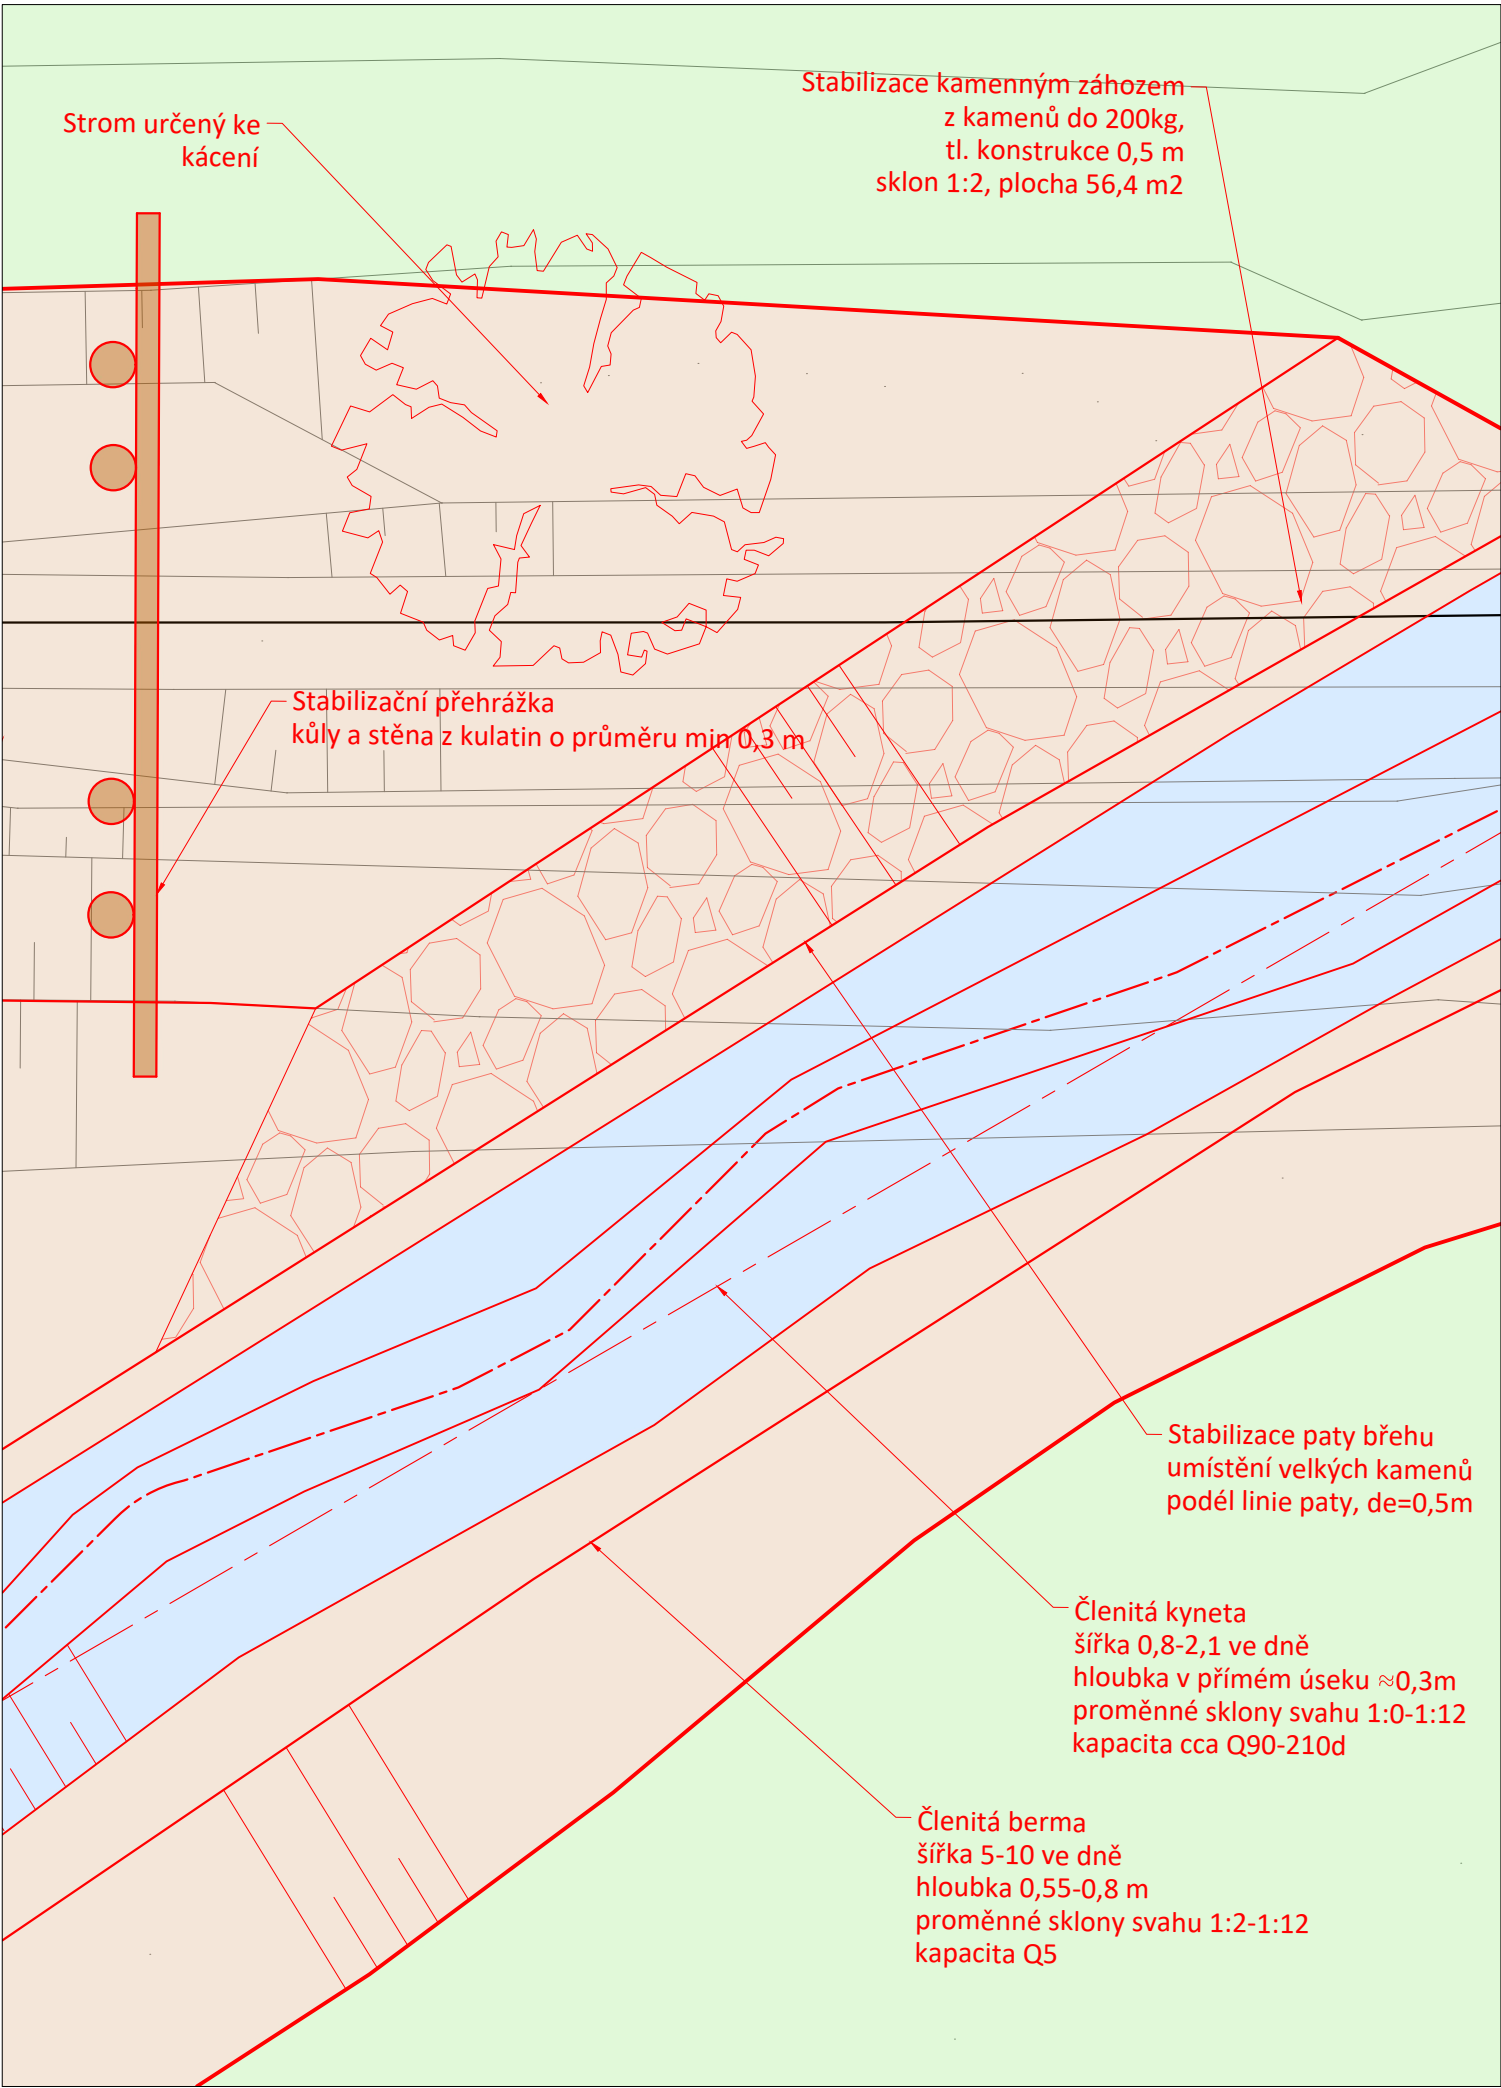 Stabilizace kamenným záhozem
z kamenů do 200kg,
tl. konstrukce 0,5 m
sklon 1:2, plocha 56,4 m2
Strom určený ke
kácení
Stabilizační přehrážka
kůly a stěna z kulatin o průměru min 0,3 m
Stabilizace paty břehu
umístění velkých kamenů
podél linie paty, de=0,5m
Členitá kyneta
šířka 0,8-2,1 ve dně
hloubka v přímém úseku ≈0,3m
proměnné sklony svahu 1:0-1:12
kapacita cca Q90-210d
Členitá berma
šířka 5-10 ve dně
hloubka 0,55-0,8 m
proměnné sklony svahu 1:2-1:12
kapacita Q5